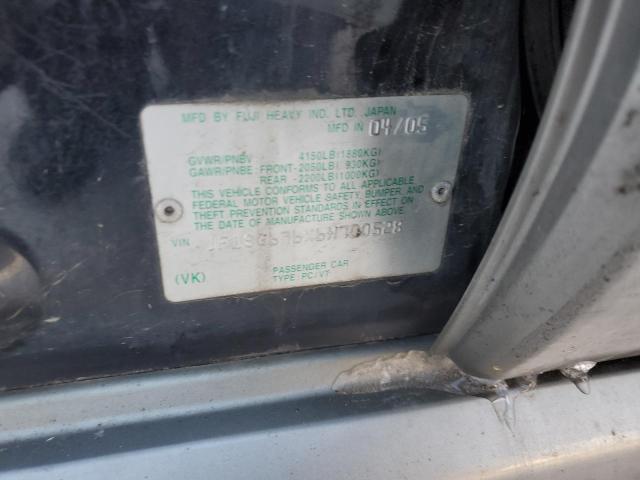 MFD BY FUJI HEAVY IND. LTD. JAPAN
MFD IN 04/05
GVWR/PNBV 4150LB(1880KG)
GAWR/PNBE FRONT-2050LB( 930KG)
REAR -2200LB(1000KG)
THIS VEHICLE CONFORMS TO ALL APPLICABLE
FEDERAL MOTOR VEHICLE SAFETY, BUMPER, AND
THEFT PREVENTION STANDARDS IN EFFECT ON
THE DATE OF MANUFACTURE SHOWN ABOVE.
VIN
(VK) PASSENGER CAR
TYPE PC/VT